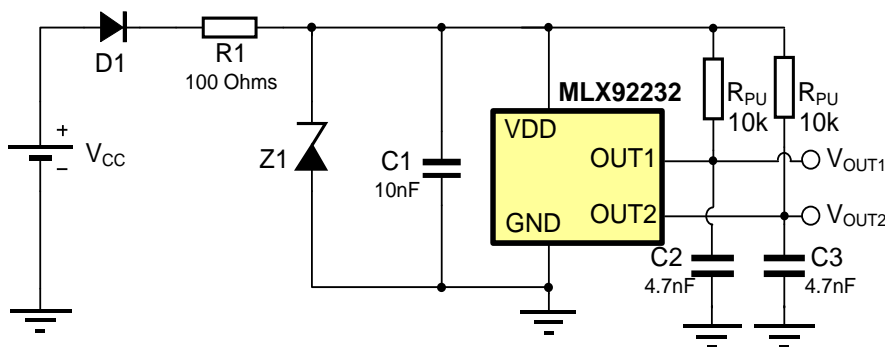 D1
R1
100 Ohms
MLX92232
R_PU
10k
R_PU
10k
+
V_CC
−
Z1
C1
10nF
VDD
OUT1
V_OUT1
OUT2
V_OUT2
GND
C2
4.7nF
C3
4.7nF